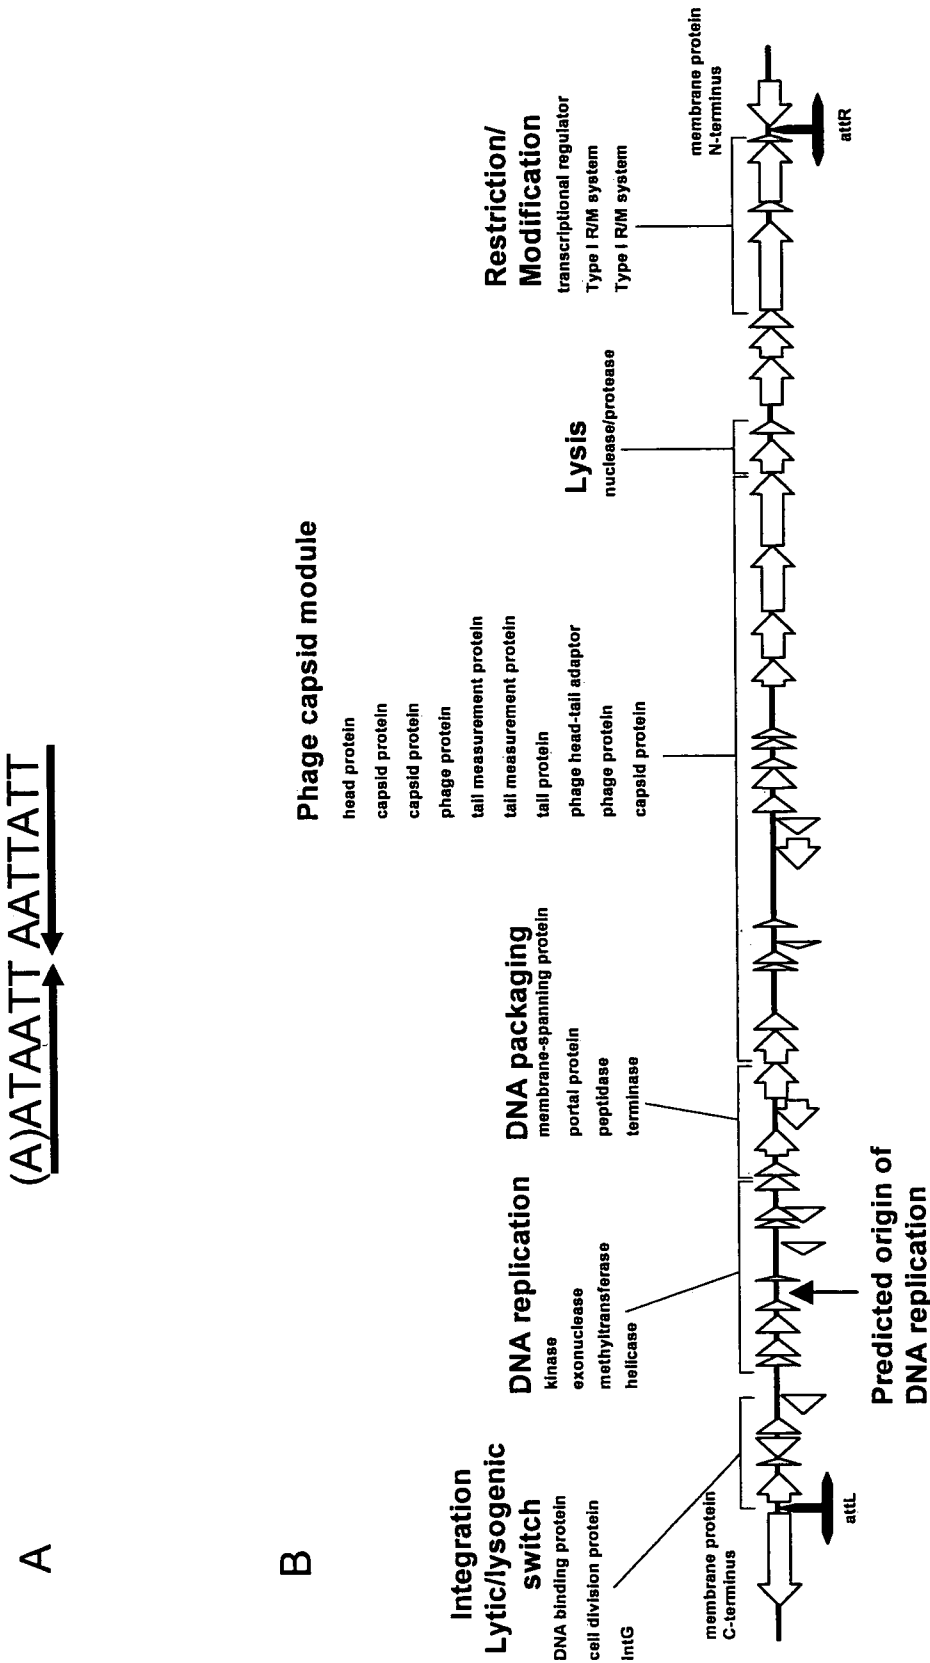 A
(A)ATAATT AATTATT
B
Integration
Lytic/lysogenic
switch
DNA binding protein
cell division protein
IntG
membrane protein
C-terminus
attL
DNA replication
kinase
exonuclease
methyltransferase
helicase
Predicted origin of
DNA replication
DNA packaging
membrane-spanning protein
portal protein
peptidase
terminase
Phage capsid module
head protein
capsid protein
capsid protein
phage protein
tail measurement protein
tail measurement protein
tail protein
phage head-tail adaptor
phage protein
capsid protein
Lysis
nuclease/protease
Restriction/
Modification
transcriptional regulator
Type I R/M system
Type I R/M system
membrane protein
N-terminus
attR